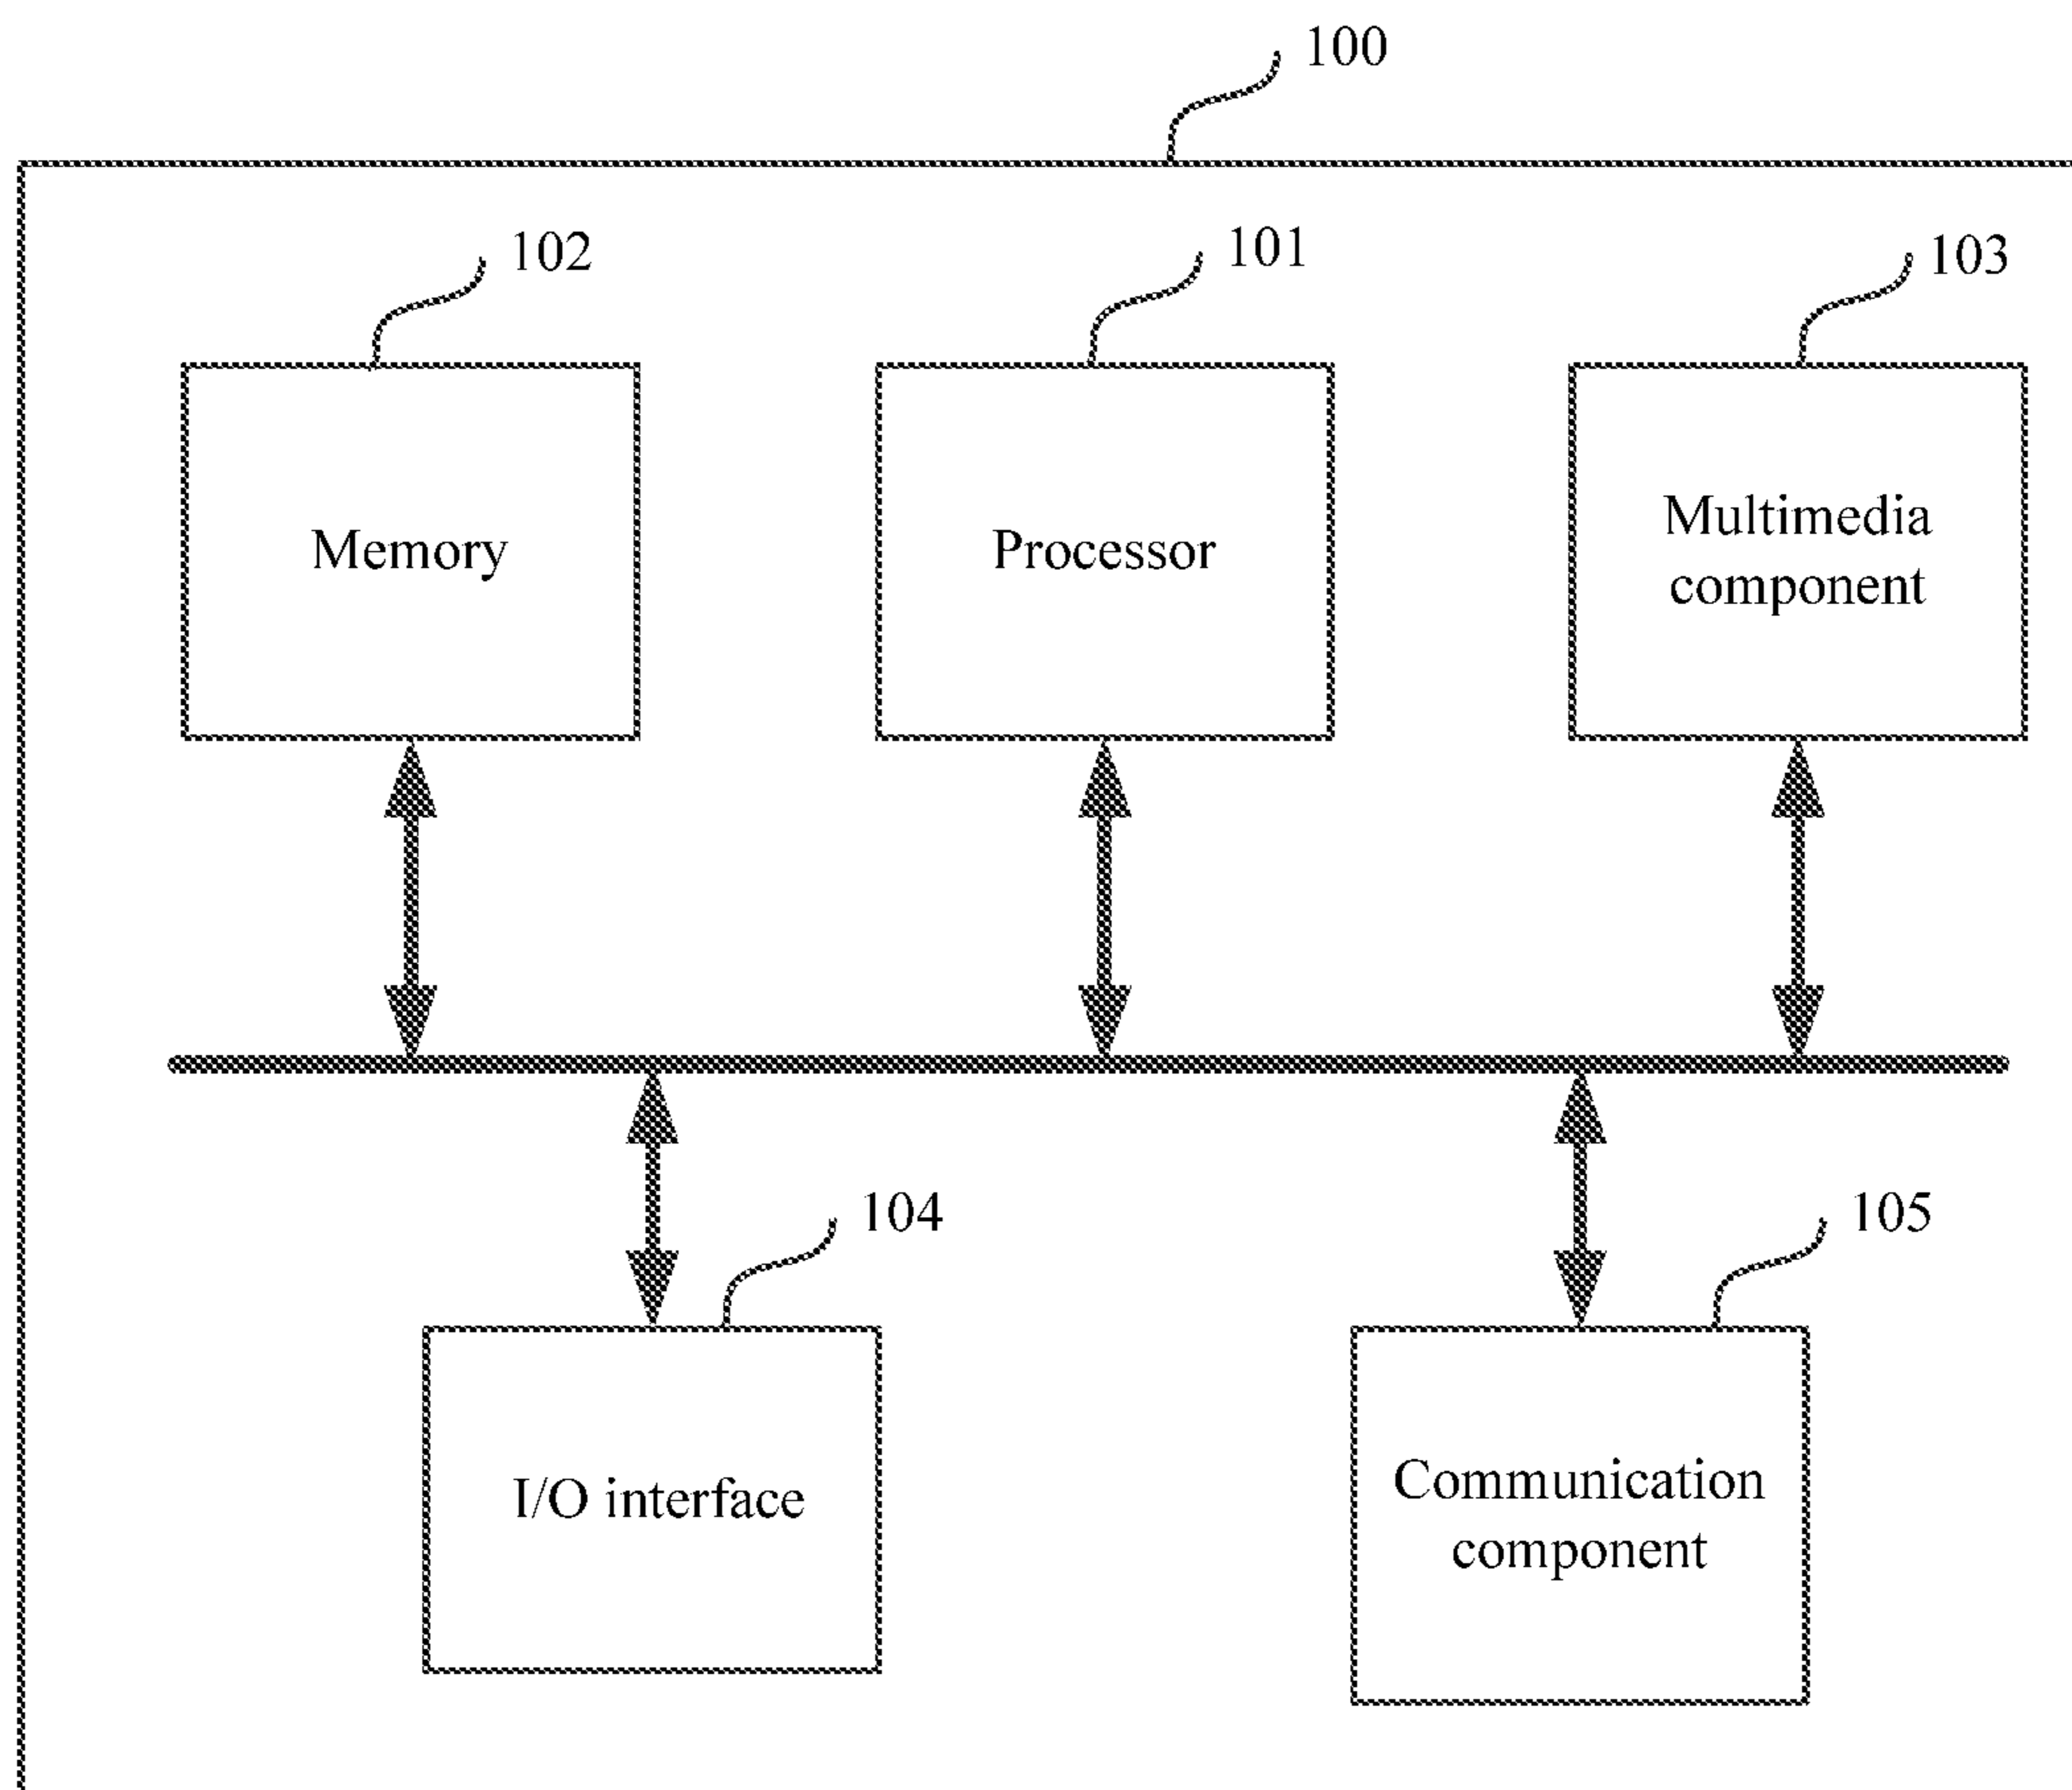 100
102
101
103
Memory
Processor
Multimedia
component
104
105
I/O interface
Communication
component